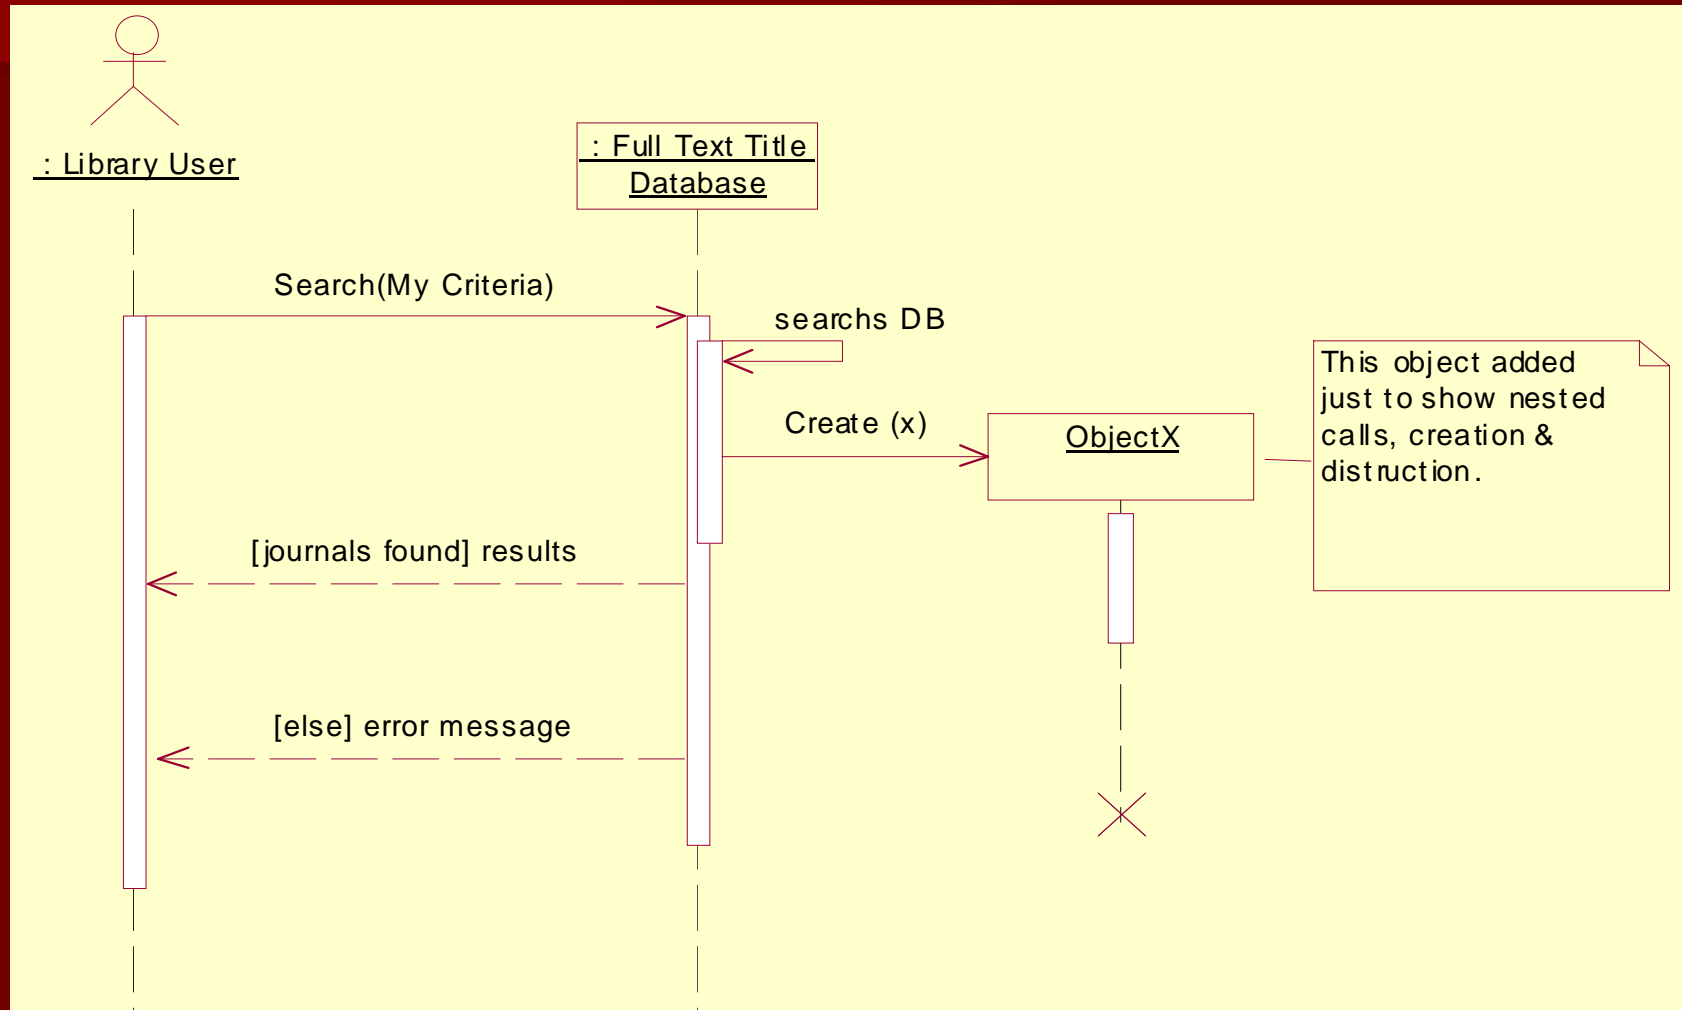 : Library User
: Full Text Title
Database
Search(My Criteria)
searchs DB
Create (x)
ObjectX
This object added
just to show nested
calls, creation &
distruction.
[journals found] results
[else] error message